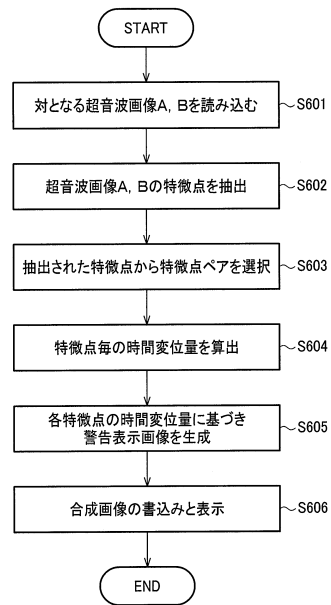 START
対となる超音波画像A, Bを読み込む
S601
超音波画像A, Bの特徴点を抽出
S602
抽出された特徴点から特徴点ペアを選択
S603
特徴点毎の時間変位量を算出
S604
各特徴点の時間変位量に基づき
警告表示画像を生成
S605
合成画像の書込みと表示
S606
END